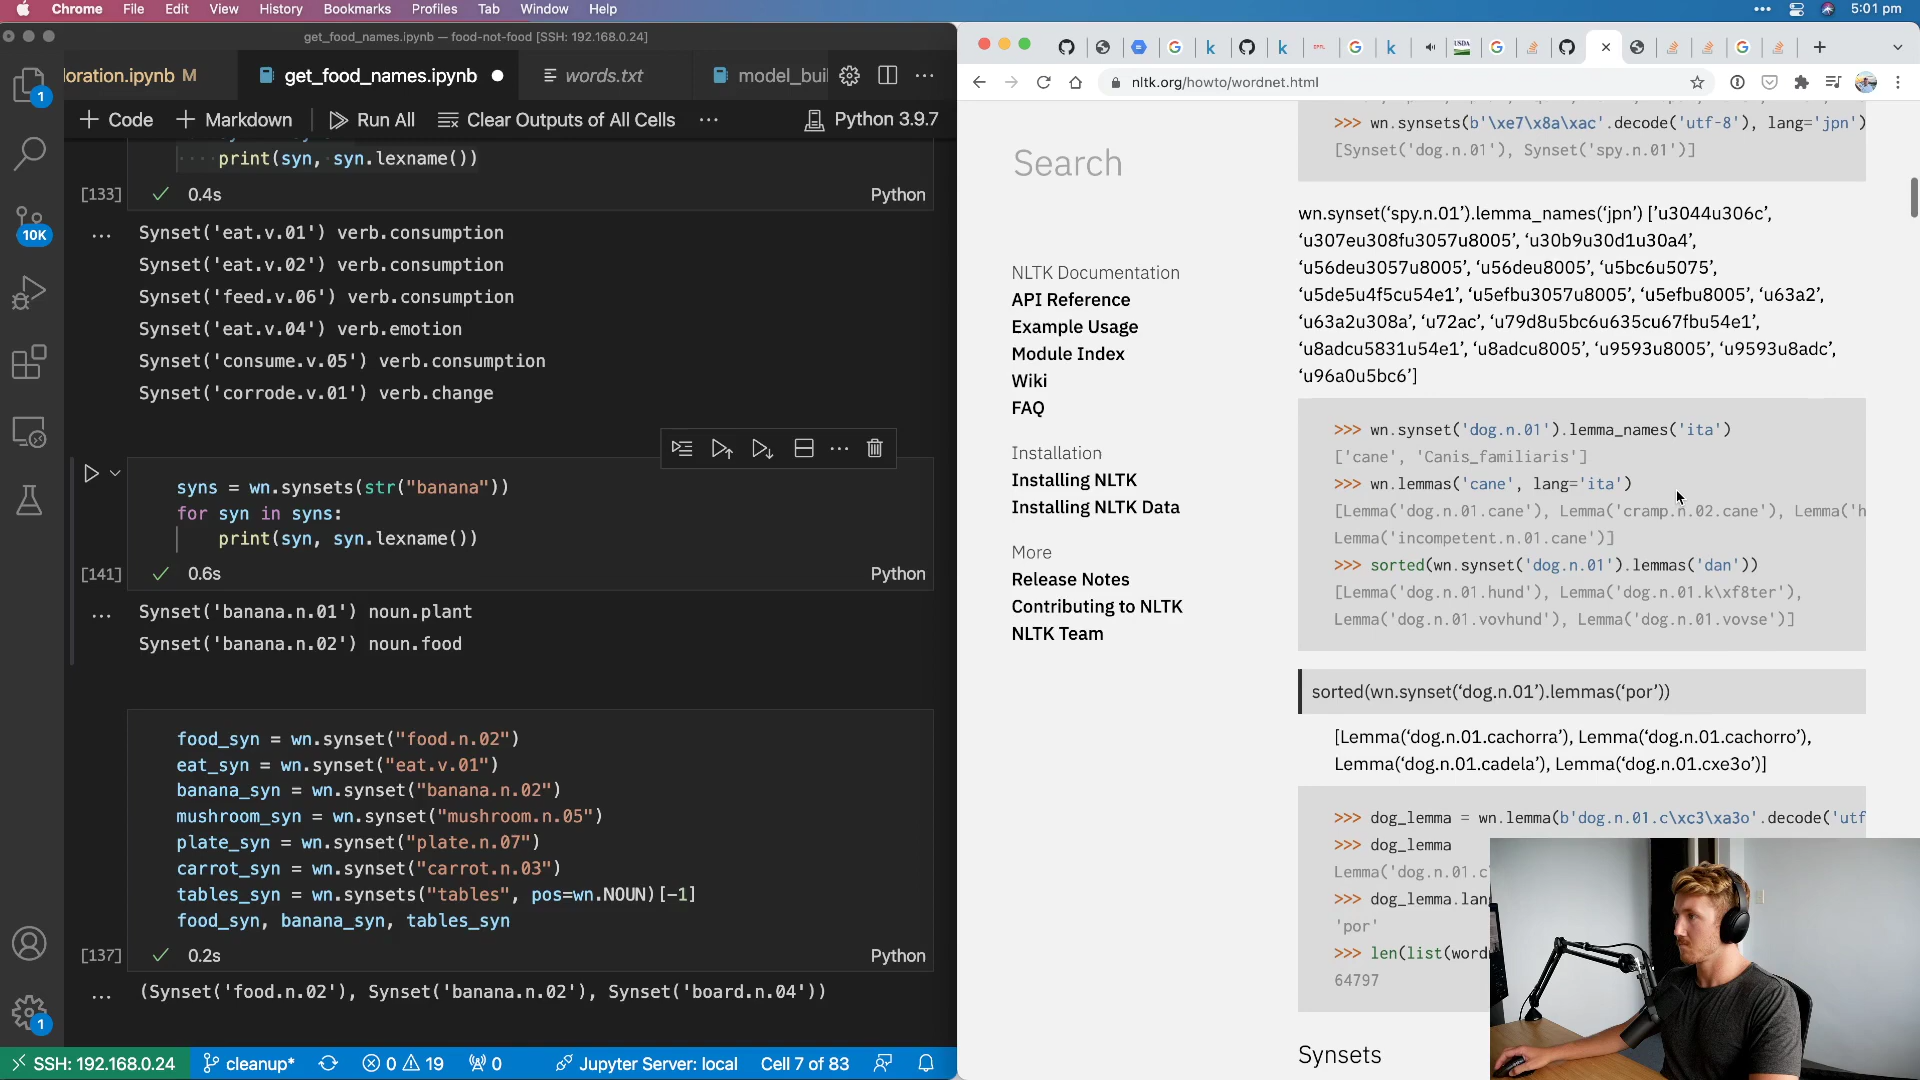 Chrome File Edit View History Bookmarks Profiles Tab Window Help 5:01 pm
get_food_names.ipynb — food-not-food [SSH: 192.168.0.24]
loration.ipynb M get_food_names.ipynb words.txt model_bui
+ Code + Markdown Run All Clear Outputs of All Cells ... Python 3.9.7
print(syn, syn.lexname())
[133] 0.4s Python
Synset('eat.v.01') verb.consumption
Synset('eat.v.02') verb.consumption
Synset('feed.v.06') verb.consumption
Synset('eat.v.04') verb.emotion
Synset('consume.v.05') verb.consumption
Synset('corrode.v.01') verb.change
syns = wn.synsets(str("banana"))
for syn in syns:
print(syn, syn.lexname())
[141] 0.6s Python
Synset('banana.n.01') noun.plant
Synset('banana.n.02') noun.food
food_syn = wn.synset("food.n.02")
eat_syn = wn.synset("eat.v.01")
banana_syn = wn.synset("banana.n.02")
mushroom_syn = wn.synset("mushroom.n.05")
plate_syn = wn.synset("plate.n.07")
carrot_syn = wn.synset("carrot.n.03")
tables_syn = wn.synsets("tables", pos=wn.NOUN)[-1]
food_syn, banana_syn, tables_syn
[137] 0.2s Python
(Synset('food.n.02'), Synset('banana.n.02'), Synset('board.n.04'))
1
10K
1
SSH: 192.168.0.24 cleanup* 0 19 0 Jupyter Server: local Cell 7 of 83
nltk.org/howto/wordnet.html
Search
NLTK Documentation
API Reference
Example Usage
Module Index
Wiki
FAQ
Installation
Installing NLTK
Installing NLTK Data
More
Release Notes
Contributing to NLTK
NLTK Team
>>> wn.synsets(b'\xe7\x8a\xac'.decode('utf-8'), lang='jpn')
[Synset('dog.n.01'), Synset('spy.n.01')]
wn.synset(‘spy.n.01’).lemma_names(‘jpn’) [‘u3044u306c’,
‘u307eu308fu3057u8005’, ‘u30b9u30d1u30a4’,
‘u56deu3057u8005’, ‘u56deu8005’, ‘u5bc6u5075’,
‘u5de5u4f5cu54e1’, ‘u5efbu3057u8005’, ‘u5efbu8005’, ‘u63a2’,
‘u63a2u308a’, ‘u72ac’, ‘u79d8u5bc6u635cu67fbu54e1’,
‘u8adcu5831u54e1’, ‘u8adcu8005’, ‘u9593u8005’, ‘u9593u8adc’,
‘u96a0u5bc6’]
>>> wn.synset('dog.n.01').lemma_names('ita')
['cane', 'Canis_familiaris']
>>> wn.lemmas('cane', lang='ita')
[Lemma('dog.n.01.cane'), Lemma('cramp.n.02.cane'), Lemma('h
Lemma('incompetent.n.01.cane')]
>>> sorted(wn.synset('dog.n.01').lemmas('dan'))
[Lemma('dog.n.01.hund'), Lemma('dog.n.01.k\xf8ter'),
Lemma('dog.n.01.vovhund'), Lemma('dog.n.01.vovse')]
sorted(wn.synset(‘dog.n.01’).lemmas(‘por’))
[Lemma(‘dog.n.01.cachorra’), Lemma(‘dog.n.01.cachorro’),
Lemma(‘dog.n.01.cadela’), Lemma(‘dog.n.01.cxe3o’)]
>>> dog_lemma = wn.lemma(b'dog.n.01.c\xc3\xa3o'.decode('utf
>>> dog_lemma
Lemma('dog.n.01.c
>>> dog_lemma.lang
'por'
>>> len(list(word
64797
Synsets